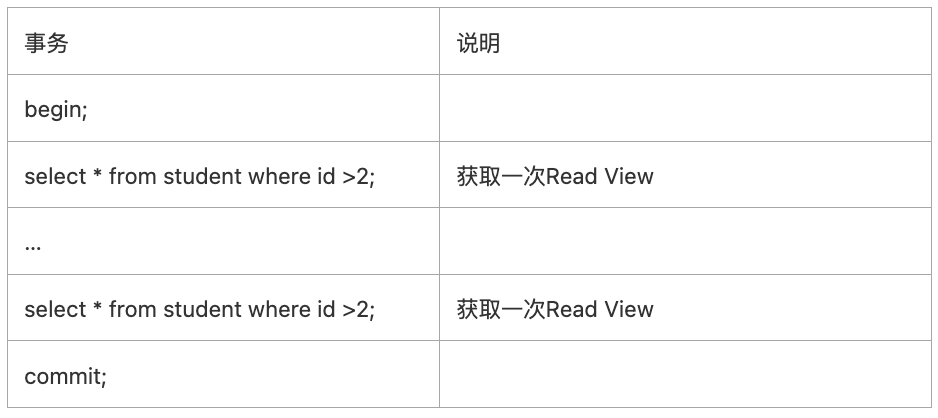 事务 说明
begin;
select * from student where id >2; 获取一次Read View
...
select * from student where id >2; 获取一次Read View
commit;